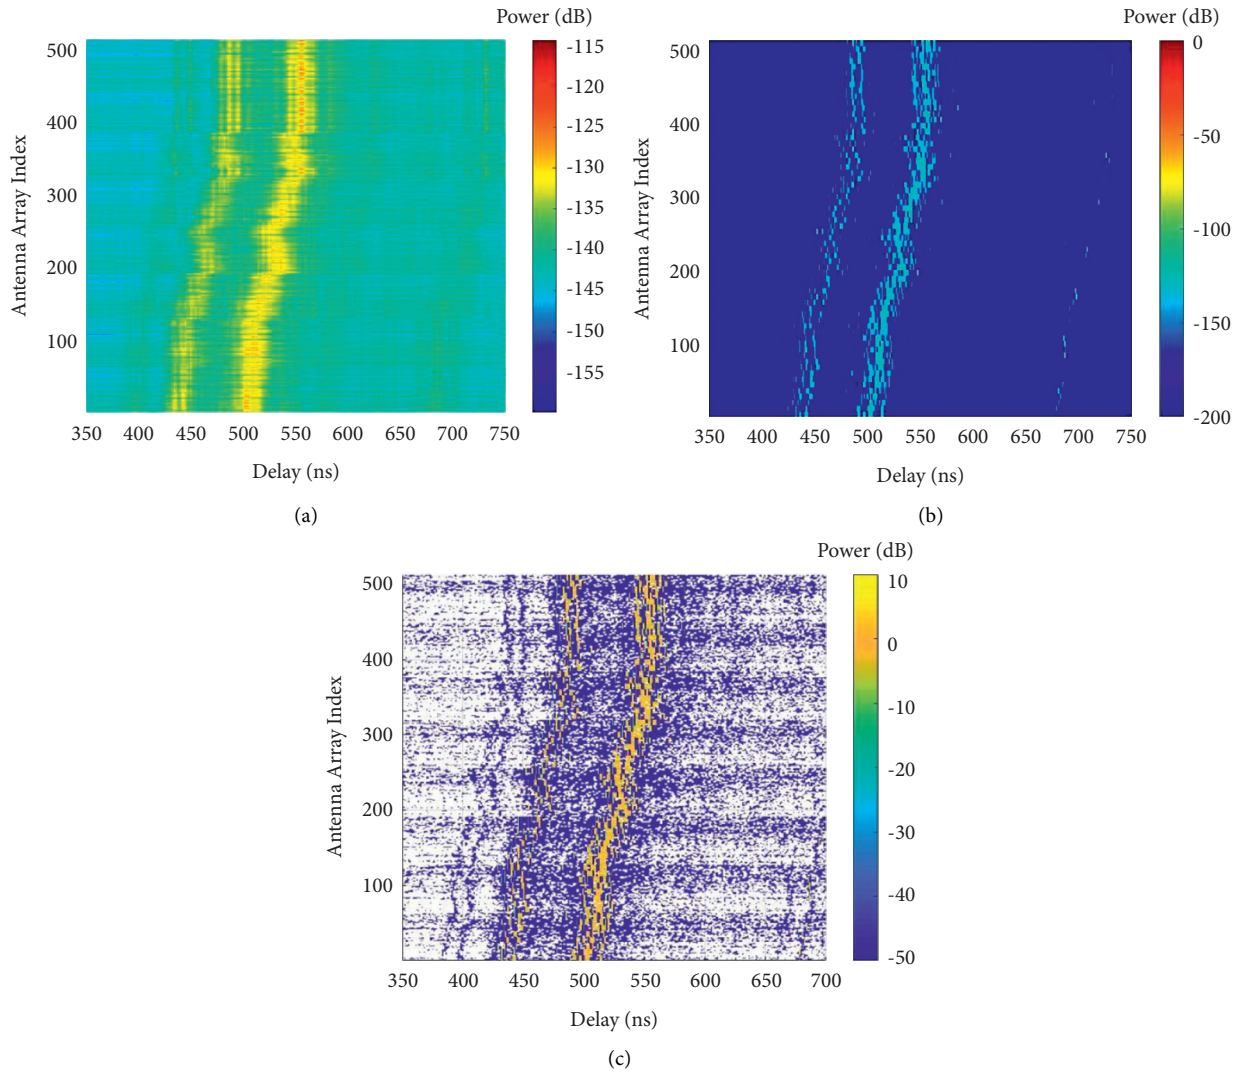 Power (dB)
500
400
300
200
100
Antenna Array Index
350 400 450 500 550 600 650 700 750
Delay (ns)
-115
-120
-125
-130
-135
-140
-145
-150
-155
(a)
Power (dB)
500
400
300
200
100
Antenna Array Index
350 400 450 500 550 600 650 700 750
Delay (ns)
0
-50
-100
-150
-200
(b)
Power (dB)
500
400
300
200
100
Antenna Array Index
350 400 450 500 550 600 650 700
Delay (ns)
10
0
-10
-20
-30
-40
-50
(c)